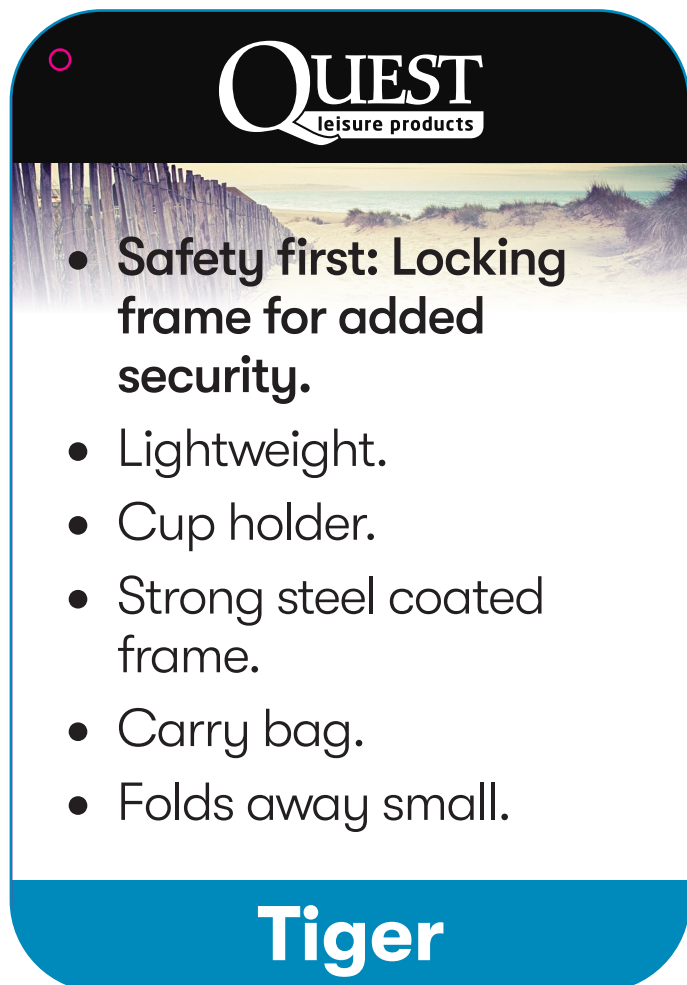 QUEST
leisure products
• Safety first: Locking
frame for added
security.
• Lightweight.
• Cup holder.
• Strong steel coated
frame.
• Carry bag.
• Folds away small.
Tiger